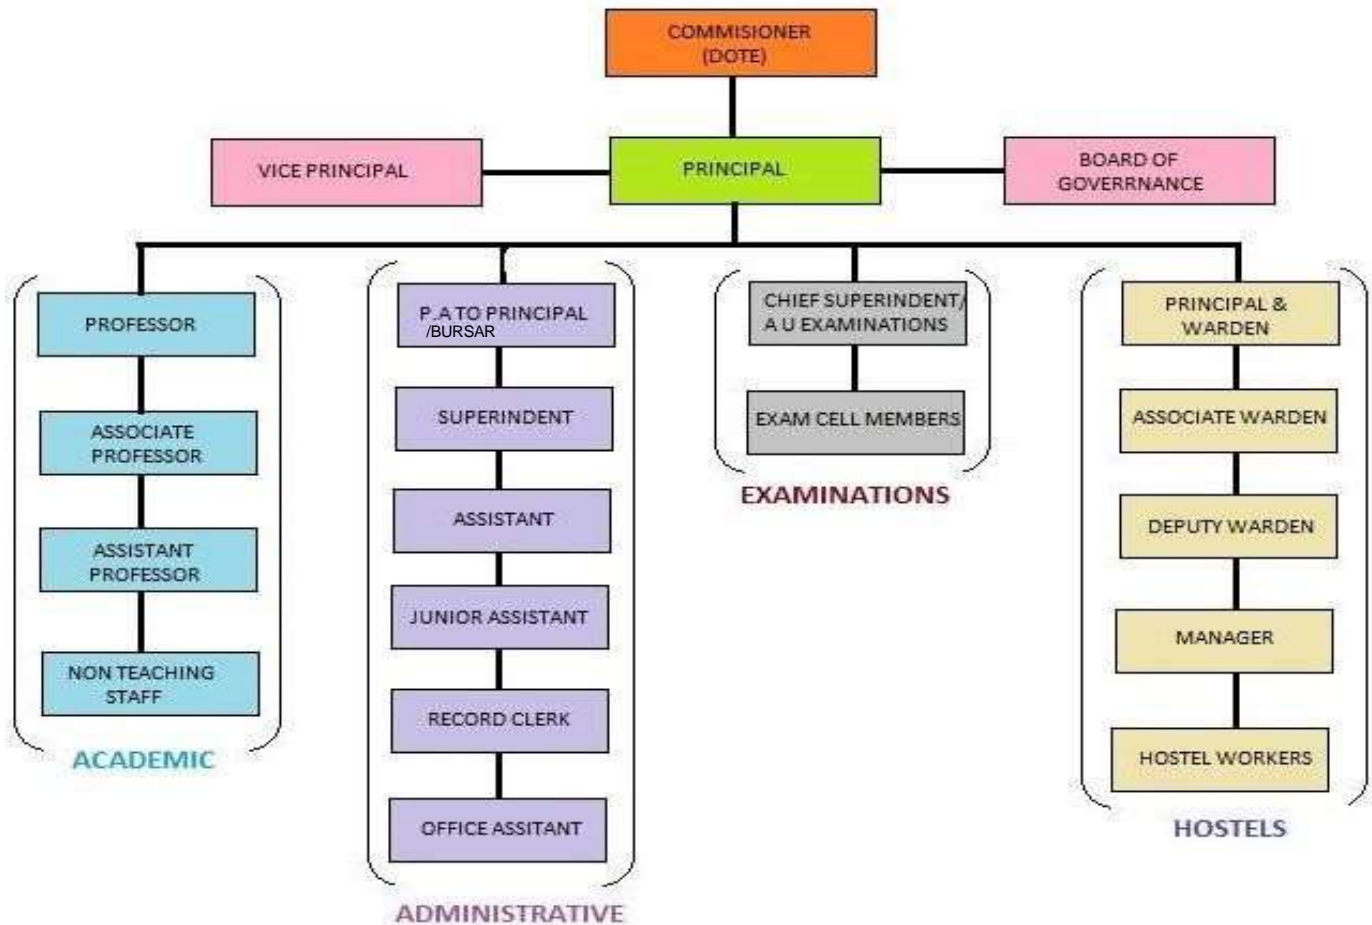 COMMISIONER
(DOTE)
VICE PRINCIPAL
PRINCIPAL
BOARD OF
GOVERRNANCE
PROFESSOR
ASSOCIATE
PROFESSOR
ASSISTANT
PROFESSOR
NON TEACHING
STAFF
ACADEMIC
P.A TO PRINCIPAL
/BURSAR
SUPERINDENT
ASSISTANT
JUNIOR ASSISTANT
RECORD CLERK
OFFICE ASSITANT
ADMINISTRATIVE
CHIEF SUPERINDENT/
A U EXAMINATIONS
EXAM CELL MEMBERS
EXAMINATIONS
PRINCIPAL &
WARDEN
ASSOCIATE WARDEN
DEPUTY WARDEN
MANAGER
HOSTEL WORKERS
HOSTELS